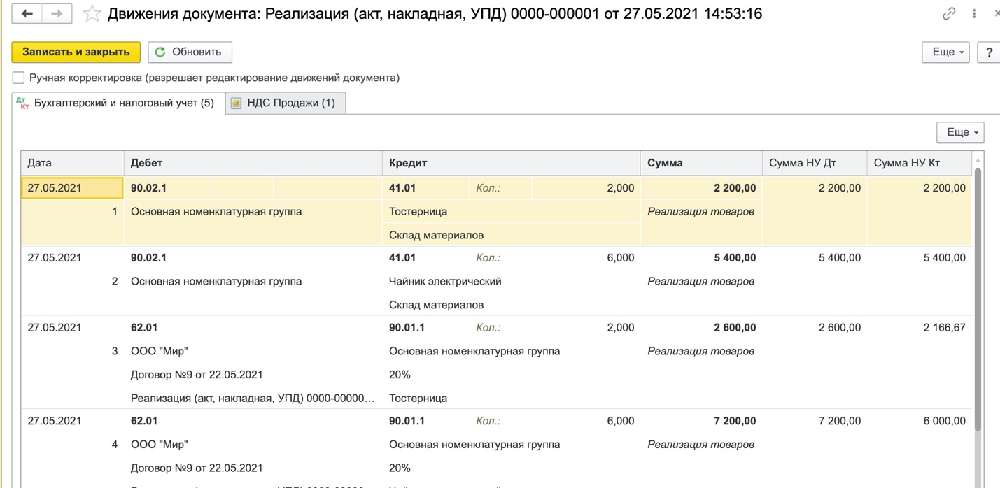 Движения документа: Реализация (акт, накладная, УПД) 0000-000001 от 27.05.2021 14:53:16
Записать и закрыть Обновить Еще ?
Ручная корректировка (разрешает редактирование движений документа)
Дт Кт Бухгалтерский и налоговый учет (5) НДС Продажи (1)
Еще
Дата Дебет Кредит Сумма Сумма НУ Дт Сумма НУ Кт
27.05.2021 90.02.1 41.01 Кол.: 2,000 2 200,00 2 200,00 2 200,00
1 Основная номенклатурная группа Тостерница Реализация товаров
Склад материалов
27.05.2021 90.02.1 41.01 Кол.: 6,000 5 400,00 5 400,00 5 400,00
2 Основная номенклатурная группа Чайник электрический Реализация товаров
Склад материалов
27.05.2021 62.01 90.01.1 Кол.: 2,000 2 600,00 2 600,00 2 166,67
3 ООО "Мир" Основная номенклатурная группа Реализация товаров
Договор №9 от 22.05.2021 20%
Реализация (акт, накладная, УПД) 0000-00000... Тостерница
27.05.2021 62.01 90.01.1 Кол.: 6,000 7 200,00 7 200,00 6 000,00
4 ООО "Мир" Основная номенклатурная группа Реализация товаров
Договор №9 от 22.05.2021 20%